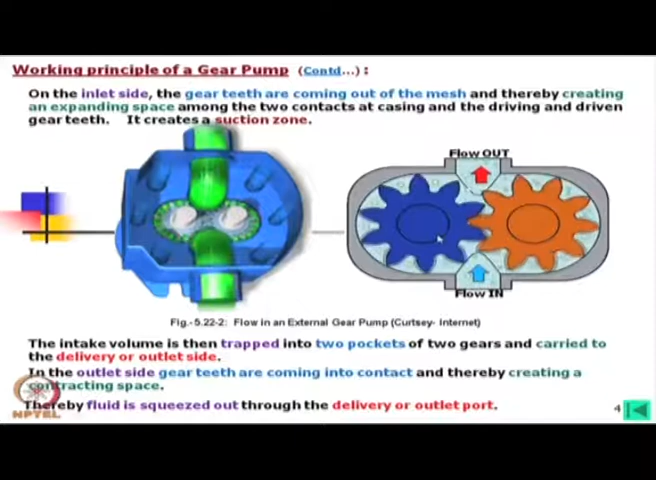 Working principle of a Gear Pump (Contd...) :
On the inlet side, the gear teeth are coming out of the mesh and thereby creating
an expanding space among the two contacts at casing and the driving and driven
gear teeth. It creates a suction zone.
Flow OUT
Flow IN
Fig.-5.22-2: Flow in an External Gear Pump (Curtsey- Internet)
The intake volume is then trapped into two pockets of two gears and carried to
the delivery or outlet side.
In the outlet side gear teeth are coming into contact and thereby creating a
contracting space.
Thereby fluid is squeezed out through the delivery or outlet port.
NPTEL
4